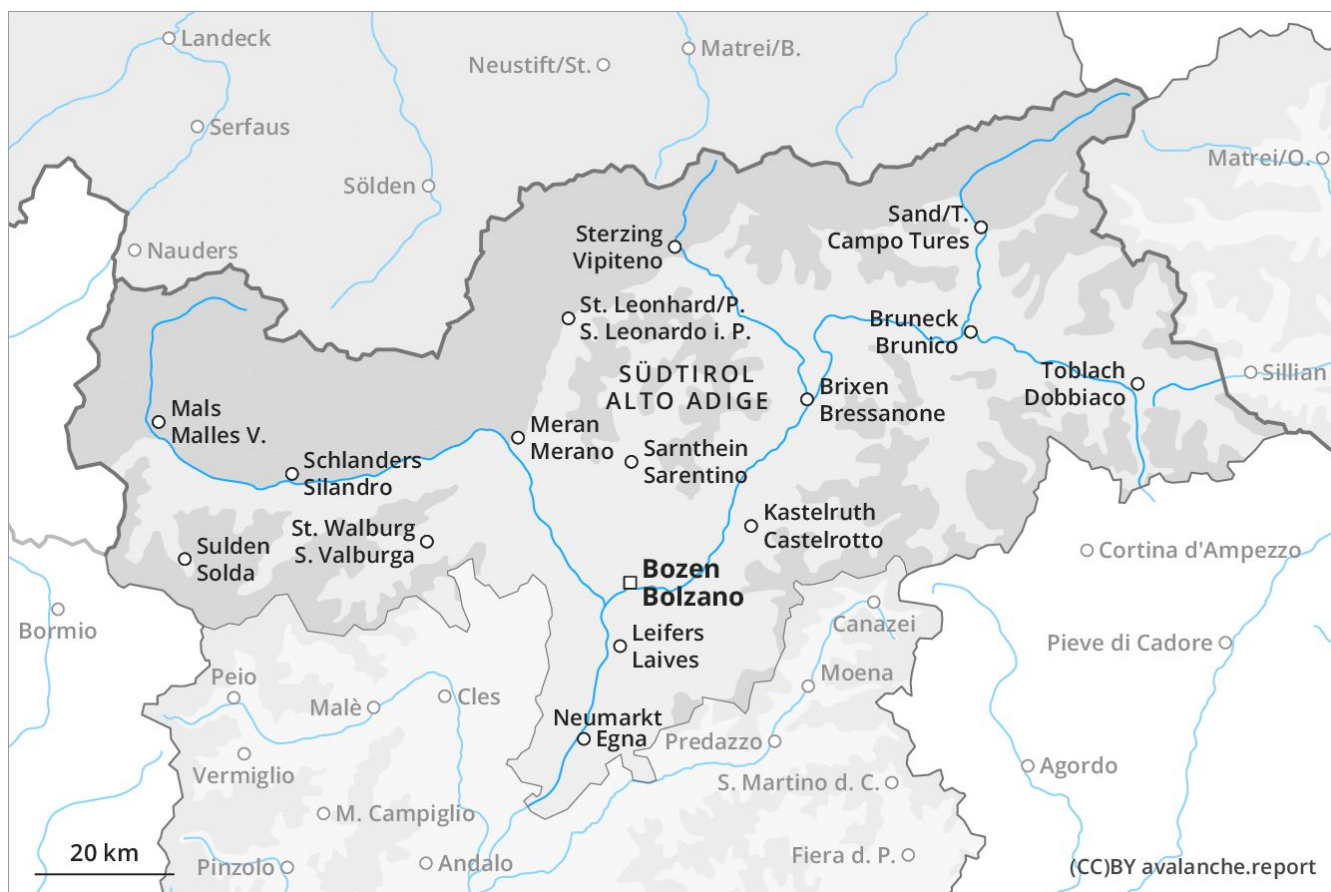 Landeck
Neustift/St.
Matrei/B.
Serfaus
Matrei/O.
Sölden
Nauders
Sterzing
Vipiteno
Sand/T.
Campo Tures
St. Leonhard/P.
S. Leonardo i. P.
Bruneck
Brunico
SÜDTIROL
ALTO ADIGE
Toblach
Dobbiaco
Sillian
Brixen
Bressanone
Mals
Malles V.
Meran
Merano
Sarnthein
Sarentino
Schlanders
Silandro
Kastelruth
Castelrotto
St. Walburg
S. Valburga
Sulden
Solda
Cortina d'Ampezzo
Bozen
Bolzano
Bormio
Canazei
Leifers
Laives
Pieve di Cadore
Peio
Moena
Malè
Cles
Neumarkt
Egna
Predazzo
Vermiglio
Agordo
S. Martino d. C.
M. Campiglio
20 km
Pinzolo
Andalo
Fiera d. P.
(CC)BY avalanche.report